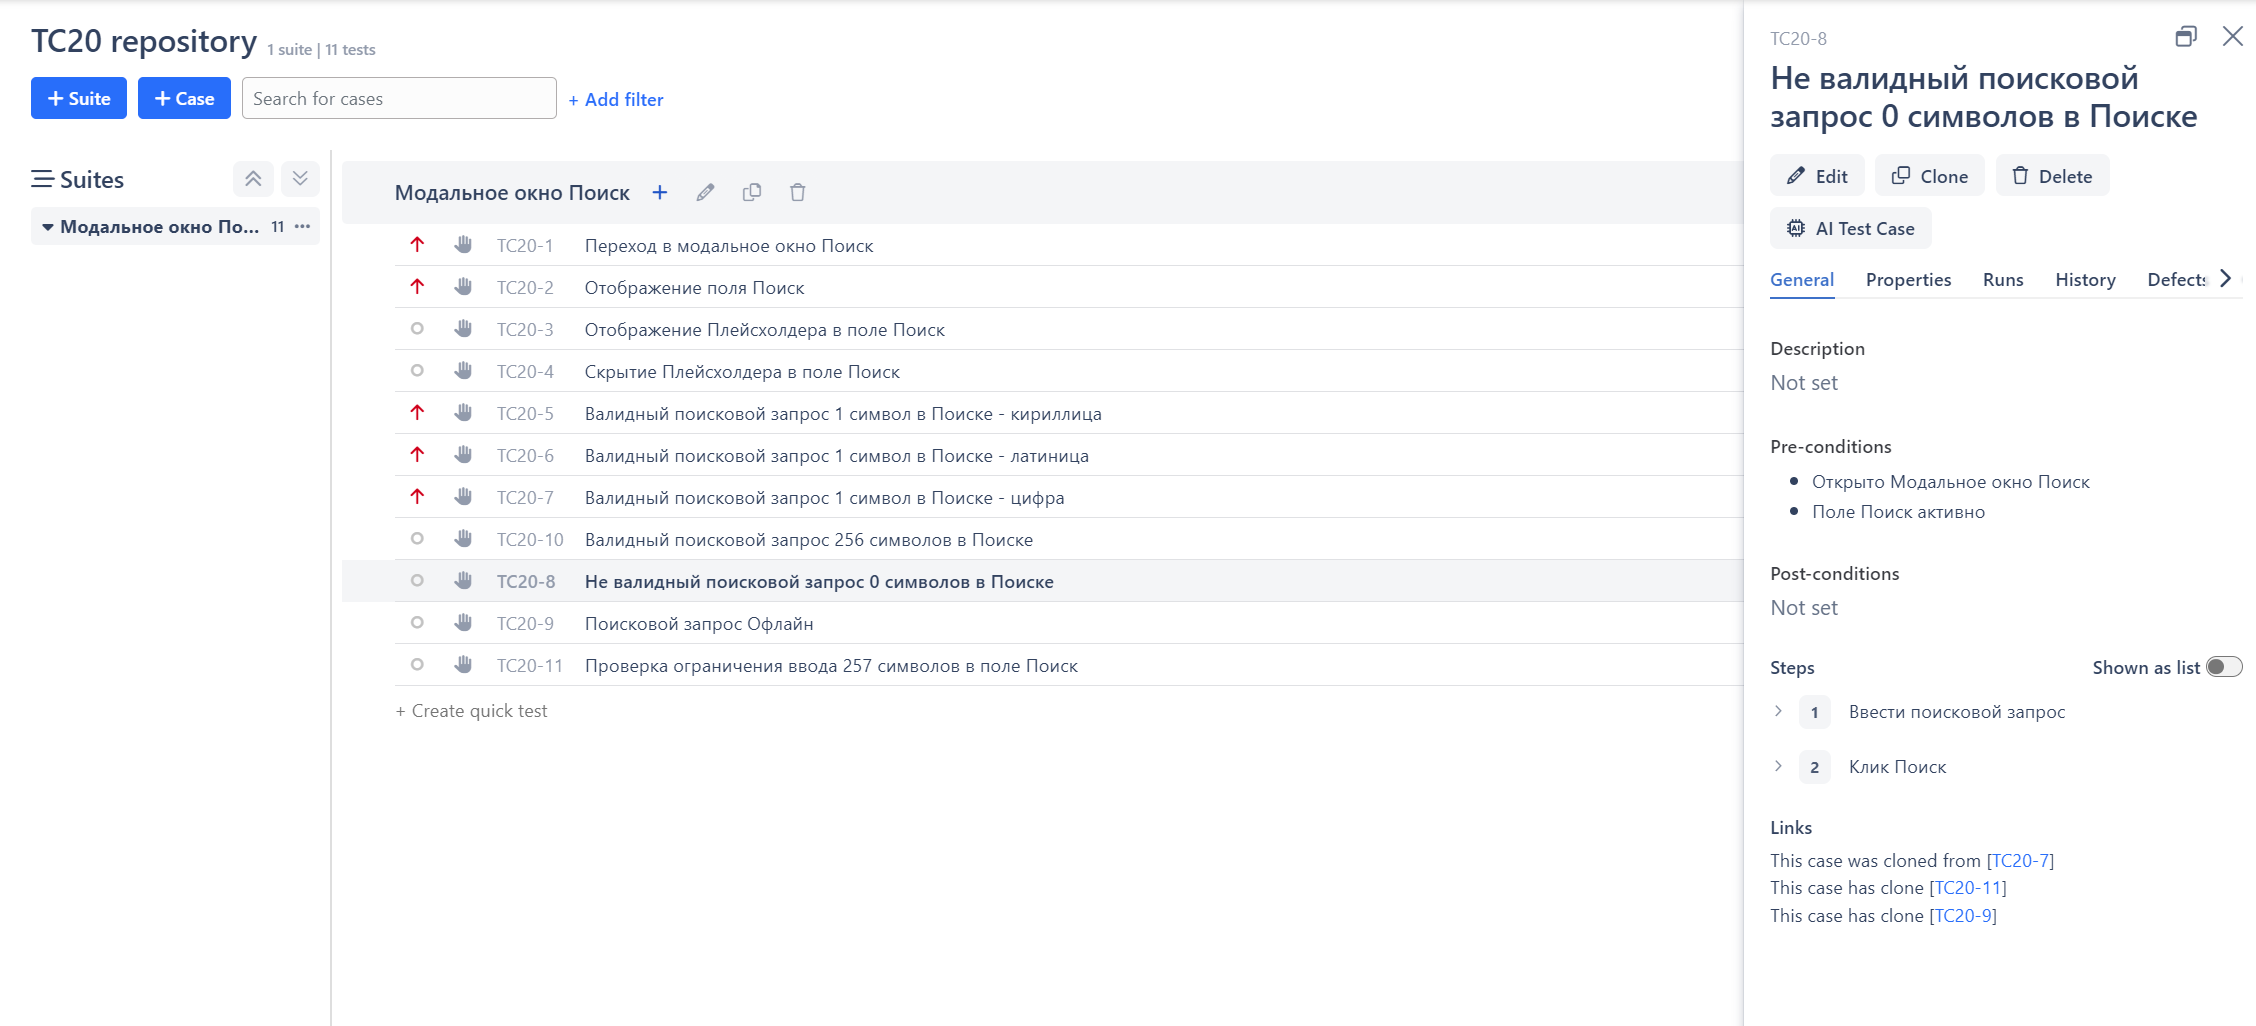 TC20 repository 1 suite | 11 tests
+ Suite + Case Search for cases + Add filter
Suites
Модальное окно По... 11 ...
Модальное окно Поиск
TC20-1 Переход в модальное окно Поиск
TC20-2 Отображение поля Поиск
TC20-3 Отображение Плейсхолдера в поле Поиск
TC20-4 Скрытие Плейсхолдера в поле Поиск
TC20-5 Валидный поисковой запрос 1 символ в Поиске - кириллица
TC20-6 Валидный поисковой запрос 1 символ в Поиске - латиница
TC20-7 Валидный поисковой запрос 1 символ в Поиске - цифра
TC20-10 Валидный поисковой запрос 256 символов в Поиске
TC20-8 Не валидный поисковой запрос 0 символов в Поиске
TC20-9 Поисковой запрос Офлайн
TC20-11 Проверка ограничения ввода 257 символов в поле Поиск
+ Create quick test
TC20-8
Не валидный поисковой
запрос 0 символов в Поиске
Edit Clone Delete
AI Test Case
General Properties Runs History Defects
Description
Not set
Pre-conditions
• Открыто Модальное окно Поиск
• Поле Поиск активно
Post-conditions
Not set
Steps Shown as list
1 Ввести поисковой запрос
2 Клик Поиск
Links
This case was cloned from [TC20-7]
This case has clone [TC20-11]
This case has clone [TC20-9]